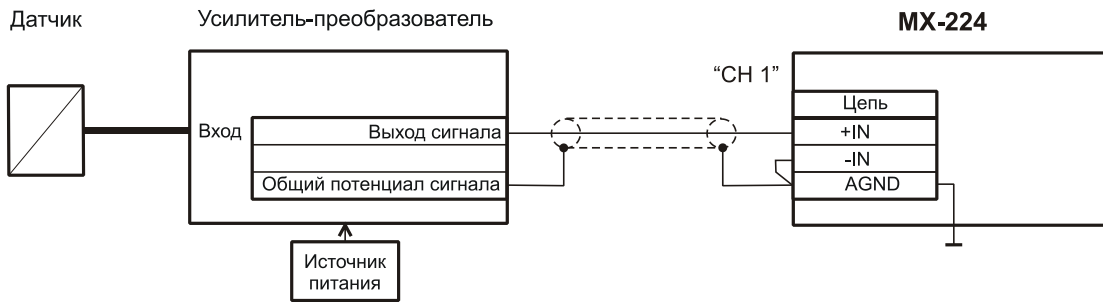 Датчик
Усилитель-преобразователь
MX-224
“CH 1”
Вход
Выход сигнала
Общий потенциал сигнала
Цепь
+IN
-IN
AGND
Источник
питания